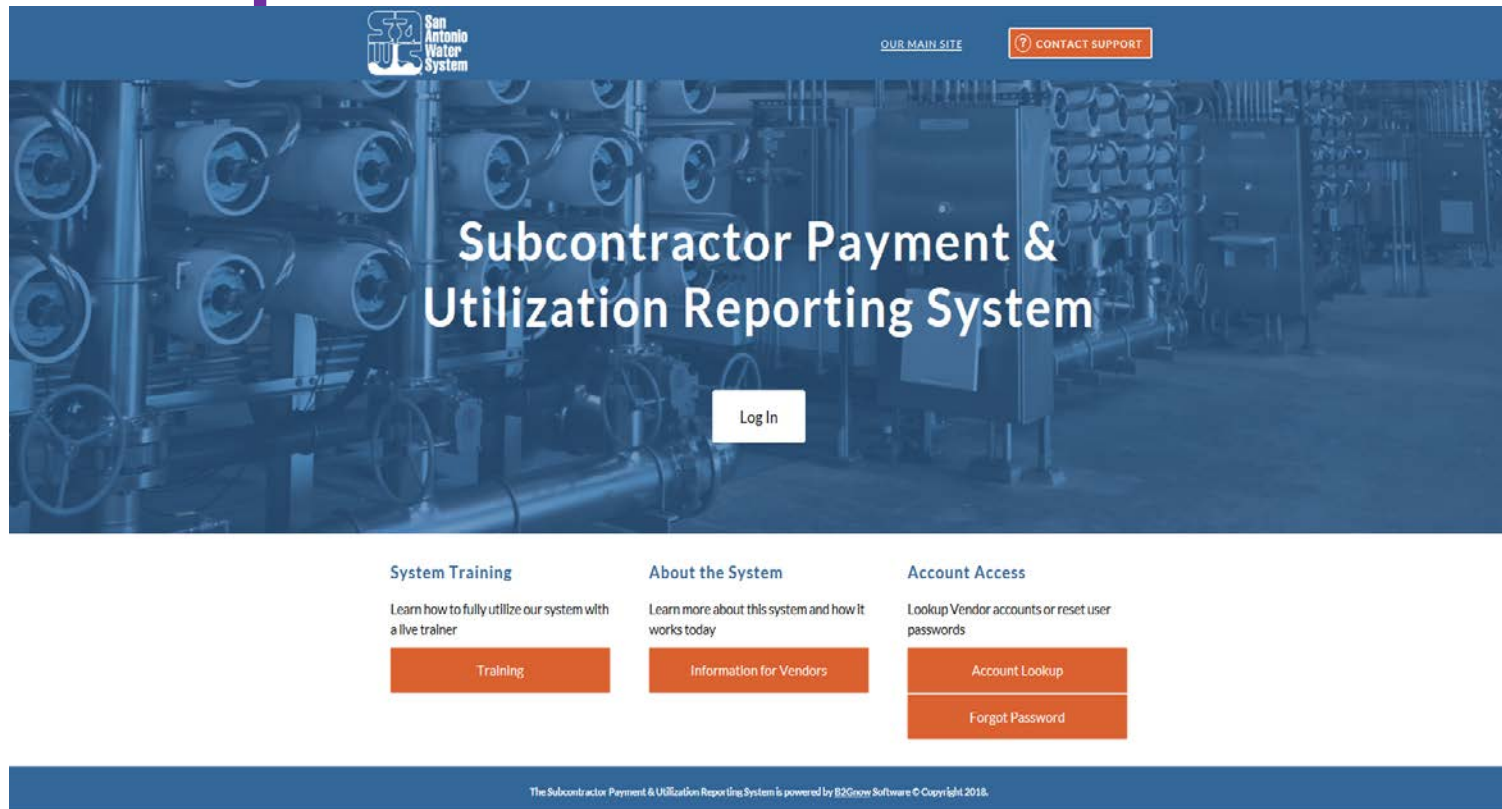 San
Antonio
Water
System
OUR MAIN SITE
? CONTACT SUPPORT
Subcontractor Payment &
Utilization Reporting System
Log In
System Training
Learn how to fully utilize our system with
a live trainer
Training
About the System
Learn more about this system and how it
works today
Information for Vendors
Account Access
Lookup Vendor accounts or reset user
passwords
Account Lookup
Forgot Password
The Subcontractor Payment & Utilization Reporting System is powered by B2Gnow Software © Copyright 2018.